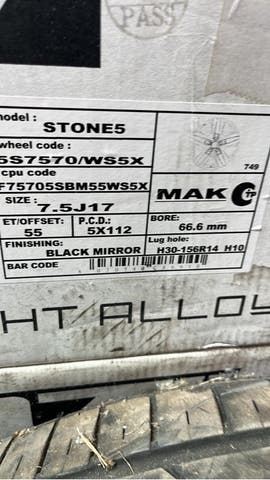 PASS
model :
STONE5
wheel code :
5S7570/WS5X
cpu code
F75705SBM55WS5X
SIZE :
7.5J17
749
MAK
TP
ET/OFFSET:
55
P.C.D.:
5X112
BORE:
66.6 mm
FINISHING:
BLACK MIRROR
Lug hole:
H30-156R14 H10
BAR CODE
HT ALLOY